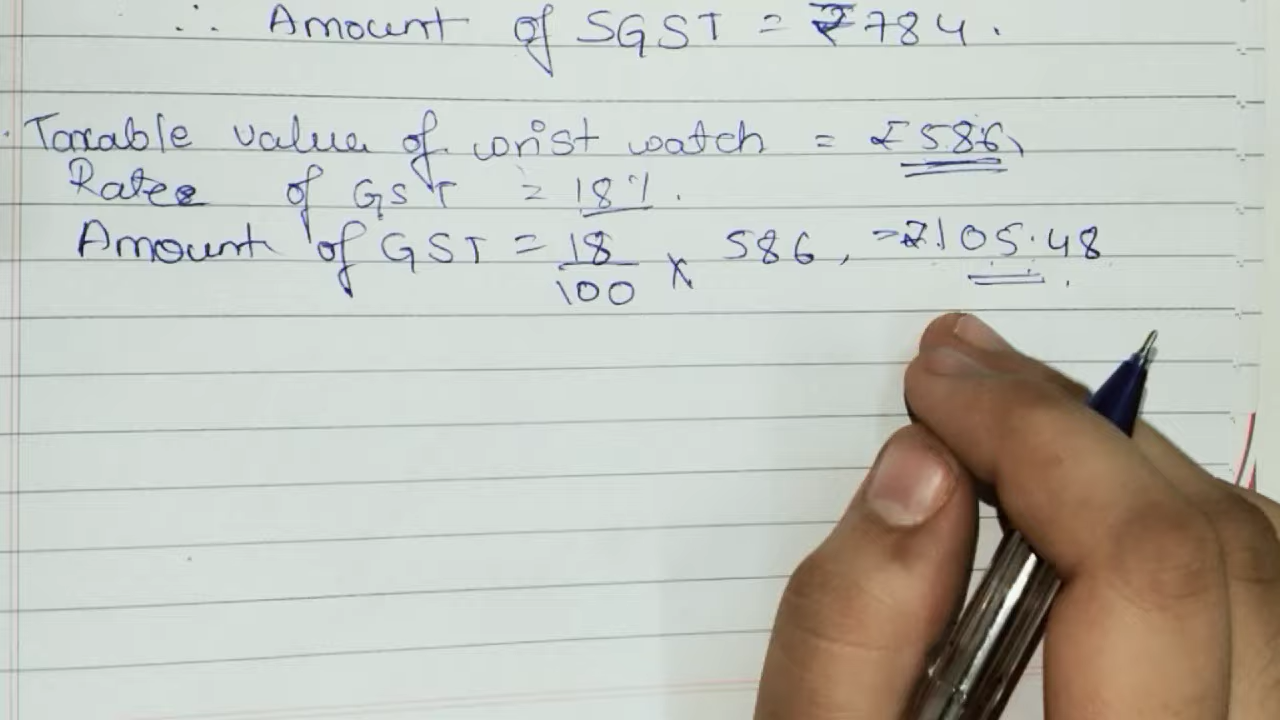 ∴ Amount of SGST = ₹784.
. Taxable value of wrist watch = ₹586,
Rate of GST = 18%.
Amount of GST = 18/100 × 586, = ₹105.48